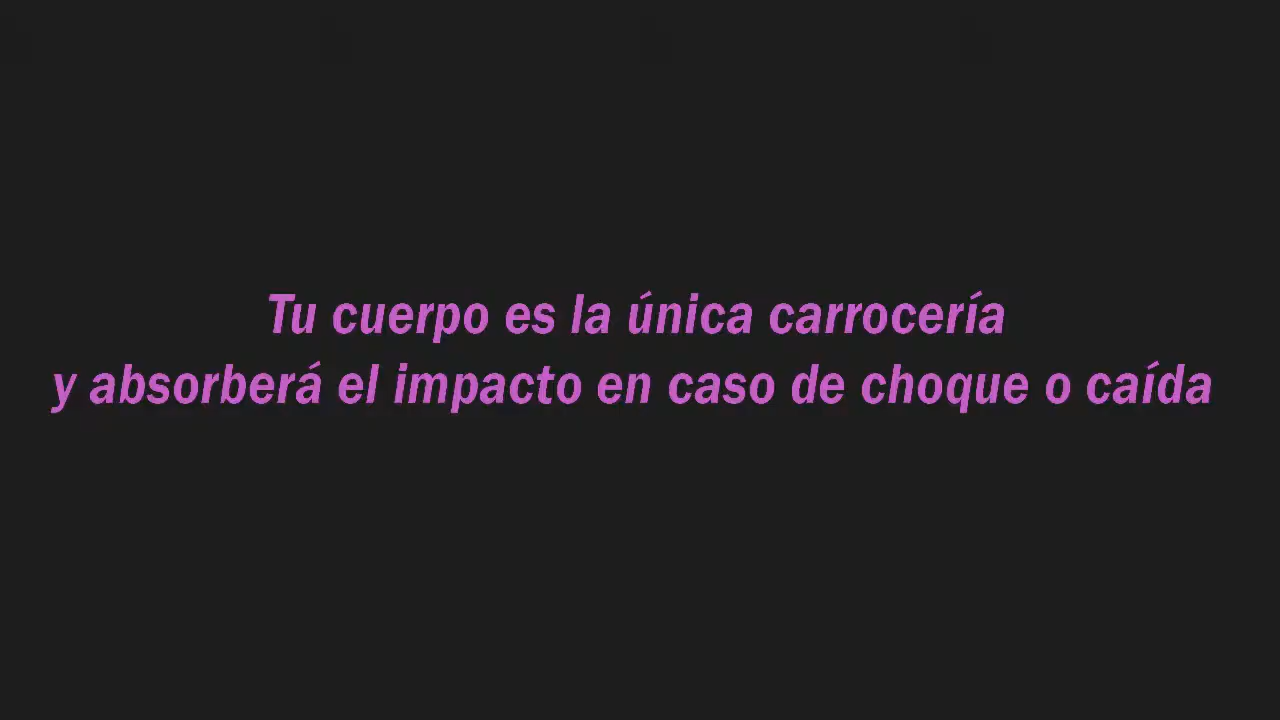 Tu cuerpo es la única carrocería
y absorberá el impacto en caso de choque o caída